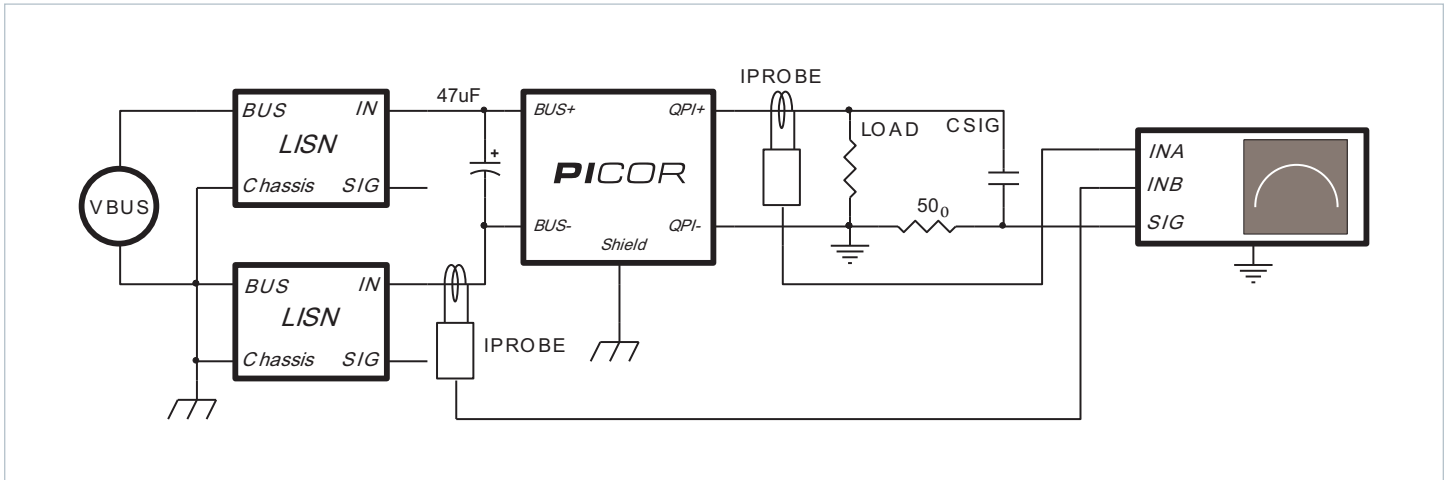 VBUS
BUS
IN
LISN
Chassis
SIG
BUS
IN
LISN
Chassis
SIG
47uF
+
IPROBE
BUS+
QPI+
PICOR
BUS-
QPI-
Shield
IPROBE
LOAD
CSIG
50₀
INA
INB
SIG